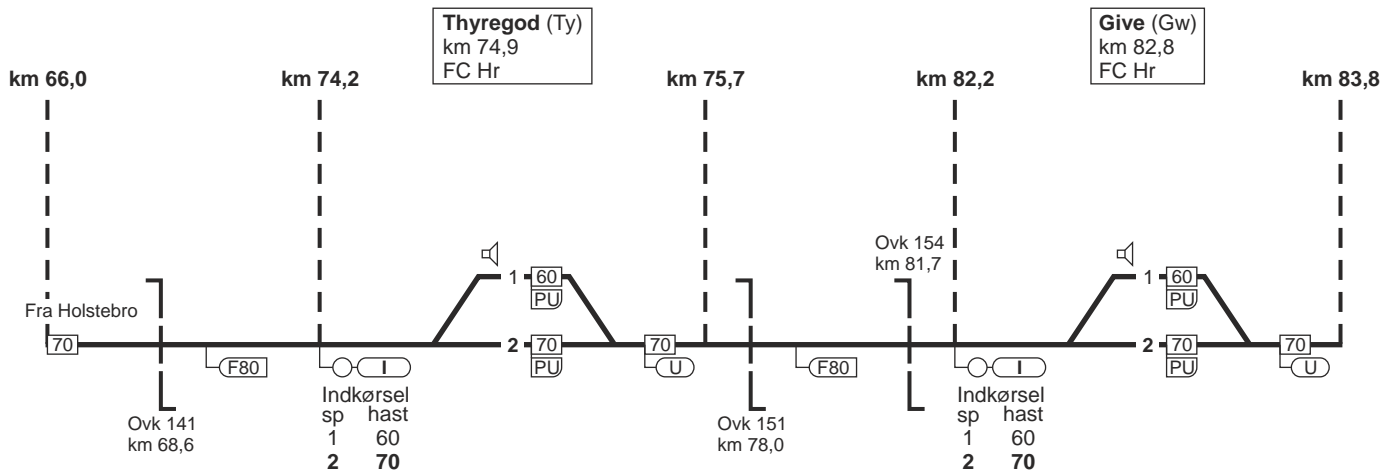 Thyregod (Ty)
km 74,9
FC Hr
Give (Gw)
km 82,8
FC Hr
km 66,0
km 74,2
km 75,7
km 82,2
km 83,8
Ovk 154
km 81,7
1 60
PU
1 60
PU
Fra Holstebro
70
F80
I
2 70
PU
70
U
F80
I
2 70
PU
70
U
Ovk 141
km 68,6
Indkørsel
sp hast
1 60
2 70
Ovk 151
km 78,0
Indkørsel
sp hast
1 60
2 70